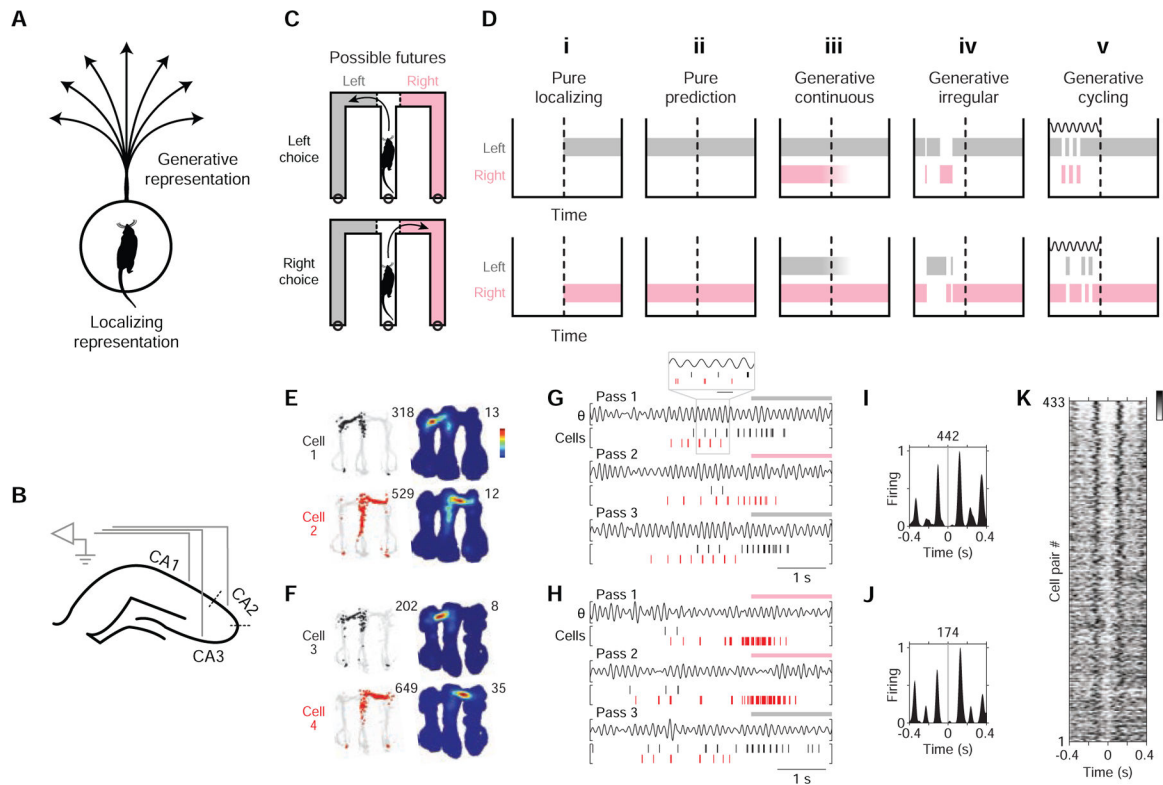 A
Generative
representation
Localizing
representation
B
CA1
CA2
CA3
C
Possible futures
Left
Right
Left
choice
Right
choice
D
i
Pure
localizing
ii
Pure
prediction
iii
Generative
continuous
iv
Generative
irregular
v
Generative
cycling
Left
Right
Time
Left
Right
Time
E
Cell
1
318
13
Cell
2
529
12
F
Cell
3
202
8
Cell
4
649
35
G
Pass 1
θ
Cells
Pass 2
Pass 3
1 s
H
Pass 1
θ
Cells
Pass 2
Pass 3
1 s
I
442
Firing
1
0
-0.4
0
0.4
Time (s)
J
174
Firing
1
0
-0.4
0
0.4
Time (s)
K
433
Cell pair #
1
-0.4
0
0.4
Time (s)